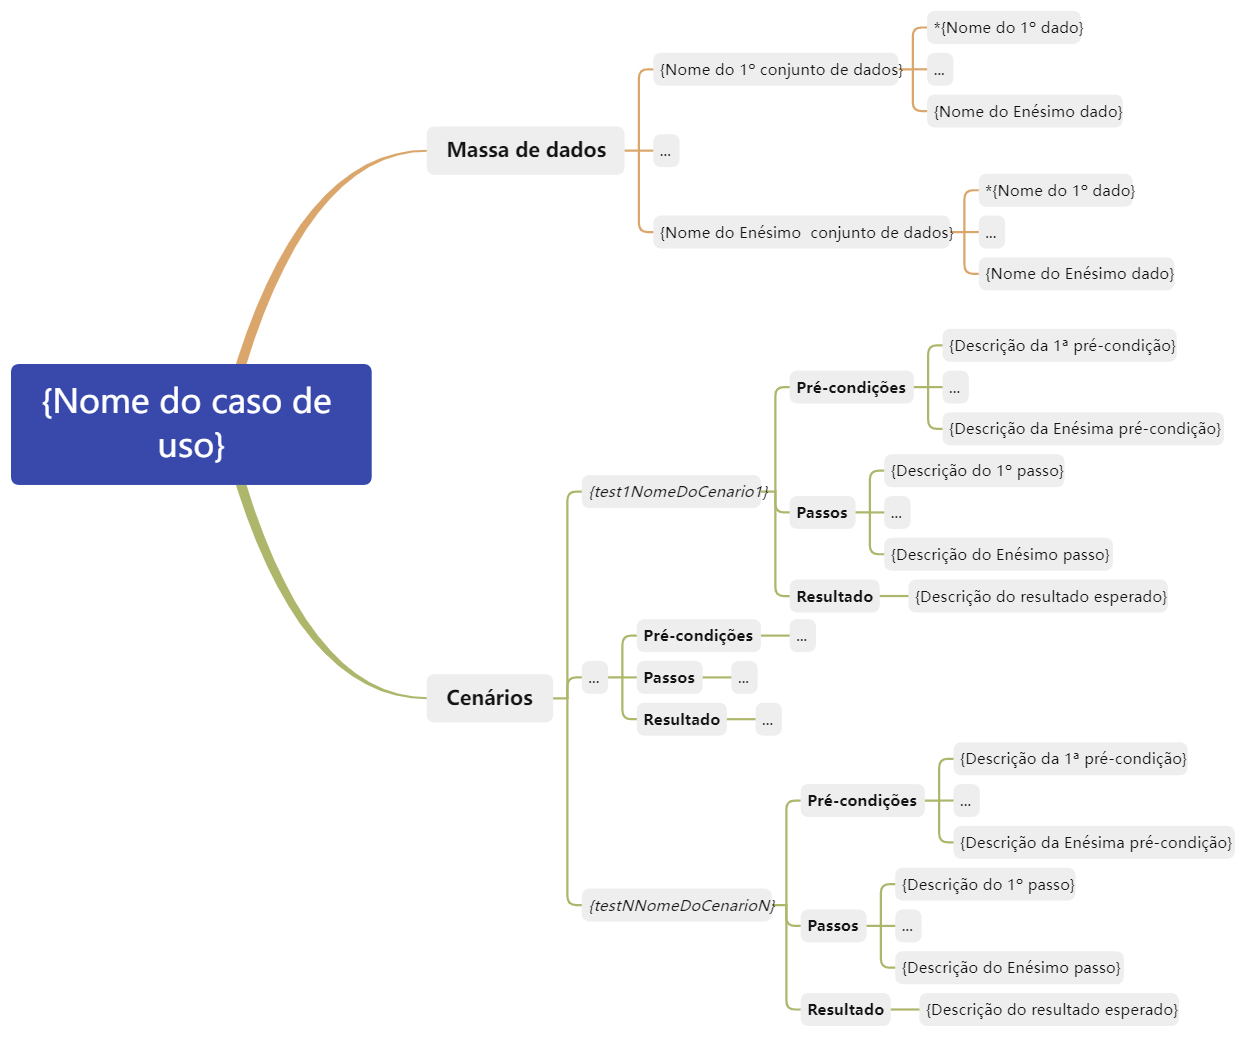 {Nome do caso de
uso}
Massa de dados
{Nome do 1º conjunto de dados}
*{Nome do 1º dado}
...
{Nome do Enésimo dado}
...
{Nome do Enésimo  conjunto de dados}
*{Nome do 1º dado}
...
{Nome do Enésimo dado}
Cenários
{test1NomeDoCenario1}
Pré-condições
{Descrição da 1ª pré-condição}
...
{Descrição da Enésima pré-condição}
Passos
{Descrição do 1º passo}
...
{Descrição do Enésimo passo}
Resultado
{Descrição do resultado esperado}
...
Pré-condições
...
Passos
...
Resultado
...
{testNNomeDoCenarioN}
Pré-condições
{Descrição da 1ª pré-condição}
...
{Descrição da Enésima pré-condição}
Passos
{Descrição do 1º passo}
...
{Descrição do Enésimo passo}
Resultado
{Descrição do resultado esperado}